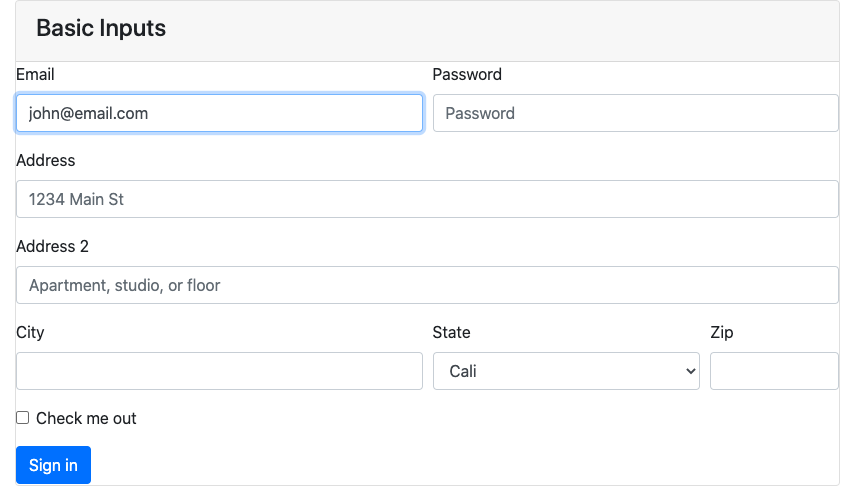 Basic Inputs
Email Password
john@email.com Password
Address
1234 Main St
Address 2
Apartment, studio, or floor
City State Zip
Cali
Check me out
Sign in